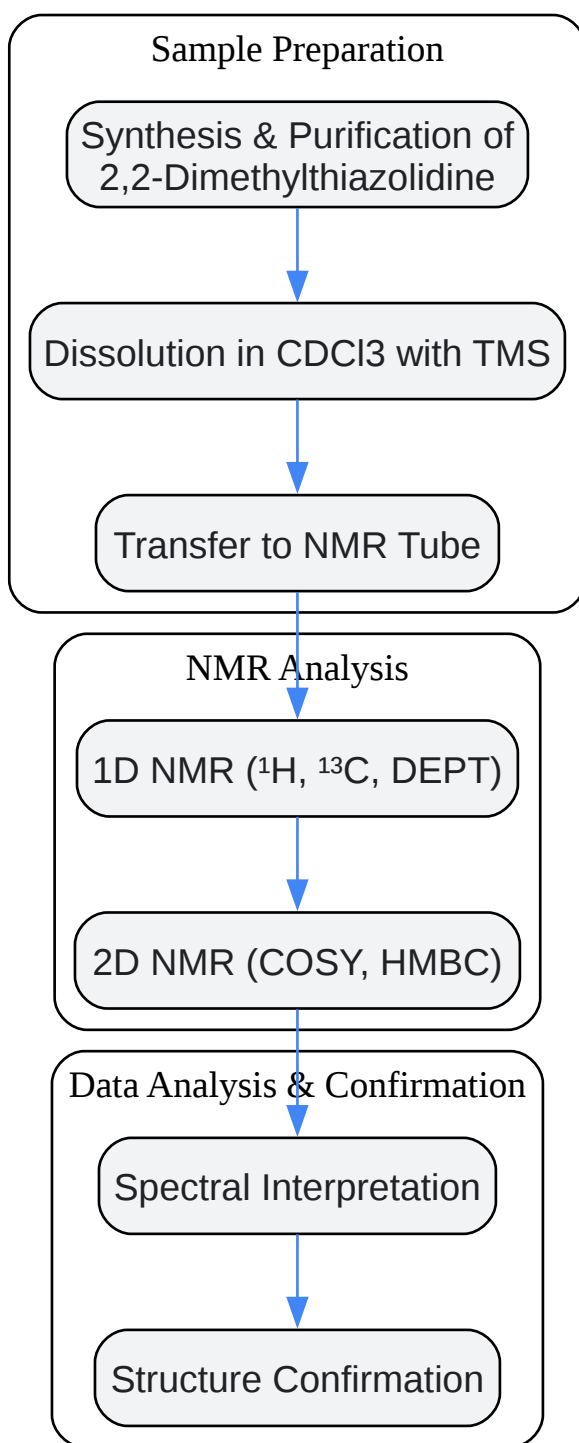 Sample Preparation
Synthesis & Purification of
2,2-Dimethylthiazolidine
Dissolution in CDCl3 with TMS
Transfer to NMR Tube
NMR Analysis
1D NMR (¹H, ¹³C, DEPT)
2D NMR (COSY, HMBC)
Data Analysis & Confirmation
Spectral Interpretation
Structure Confirmation